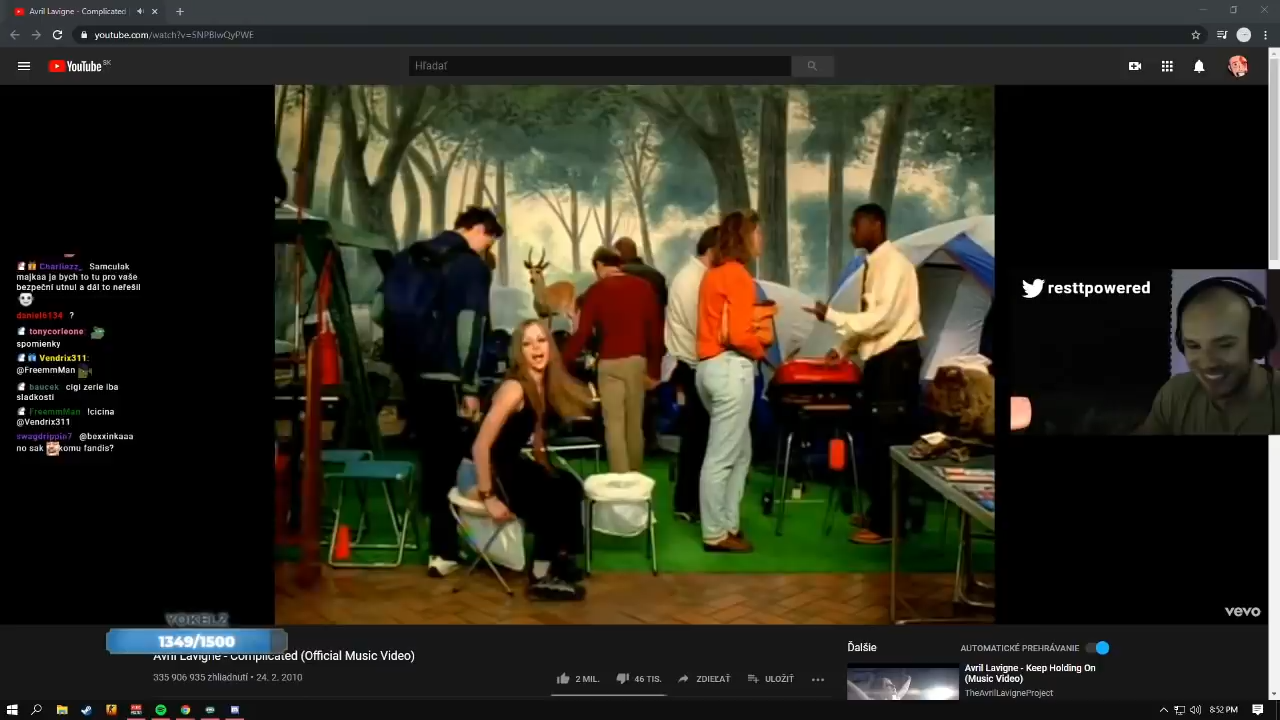 Avril Lavigne - Complicated
youtube.com/watch?v=5NPBIwQyPWE
YouTube SK
Hľadať
Charliezz_ Samculak
majkaa ja bych to tu pro vaše
bezpečni utnul a dál to neřešil
daniel6134 ?
tonycorleone:
spomienky
Vendrix311:
@FreemmMan
baucek cigi zerie iba
sladkosti
FreemmMan !cicina
@Vendrix311
swagdrippin7 @bexxinkaaa
no sak komu fandis?
resttpowered
vevo
YOKELZ
1349/1500
Avril Lavigne - Complicated (Official Music Video)
335 906 935 zhliadnutí • 24. 2. 2010
2 MIL.
46 TIS.
ZDIEĽAŤ
ULOŽIŤ
Ďalšie
AUTOMATICKÉ PREHRÁVANIE
Avril Lavigne - Keep Holding On
(Music Video)
TheAvrilLavigneProject
8:52 PM